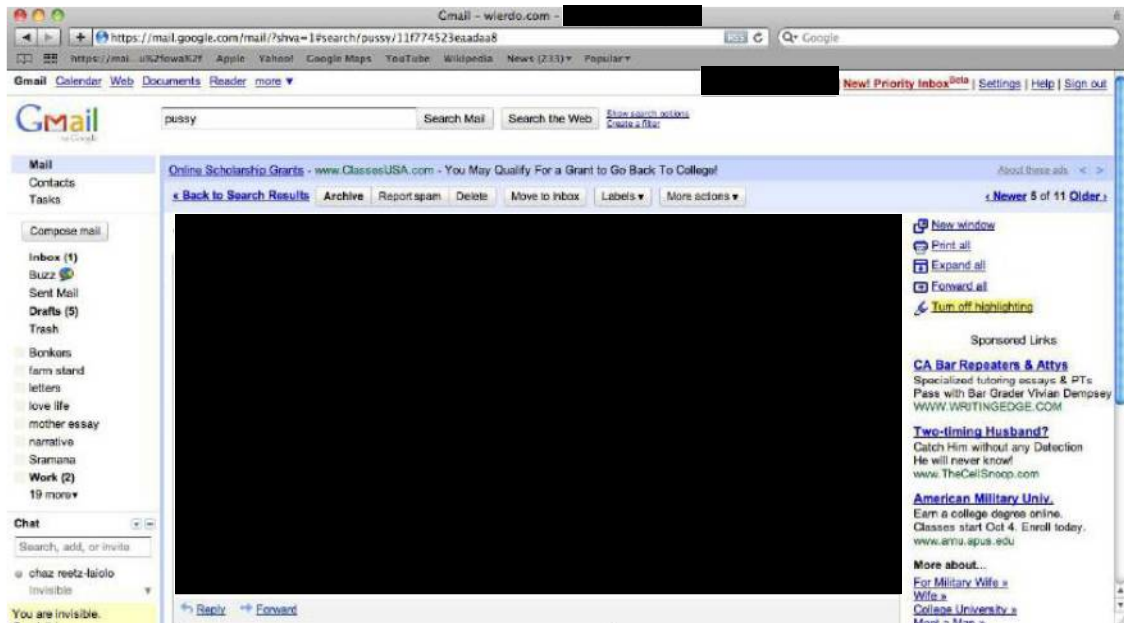 Gmail - wierdo.com -
https://mail.google.com/mail/?shva=1#search/pussy/11f774523eaadaa8
Google
https://mai...u%2fowa%2f Apple Yahoo! Google Maps YouTube Wikipedia News (233) Popular
Gmail Calendar Web Documents Reader more
New! Priority Inbox Beta | Settings | Help | Sign out
Gmail
by Google
pussy
Search Mail
Search the Web
Show search options
Create a filter
Mail
Contacts
Tasks
Compose mail
Inbox (1)
Buzz
Sent Mail
Drafts (5)
Trash
Bonkers
farm stand
letters
love life
mother essay
narrative
Sramana
Work (2)
19 more
Chat
Search, add, or invite
chaz reetz-laiolo
Invisible
You are invisible.
Online Scholarship Grants - www.ClassesUSA.com - You May Qualify For a Grant to Go Back To College!
About these ads < >
« Back to Search Results Archive Report spam Delete Move to Inbox Labels More actions
‹ Newer 5 of 11 Older ›
Reply Forward
New window
Print all
Expand all
Forward all
Turn off highlighting
Sponsored Links
CA Bar Repeaters & Attys
Specialized tutoring essays & PTs
Pass with Bar Grader Vivian Dempsey
WWW.WRITINGEDGE.COM
Two-timing Husband?
Catch Him without any Detection
He will never know!
www.TheCellSnoop.com
American Military Univ.
Earn a college degree online.
Classes start Oct 4. Enroll today.
www.amu.apus.edu
More about...
For Military Wife »
Wife »
College University »
Meet a Man »